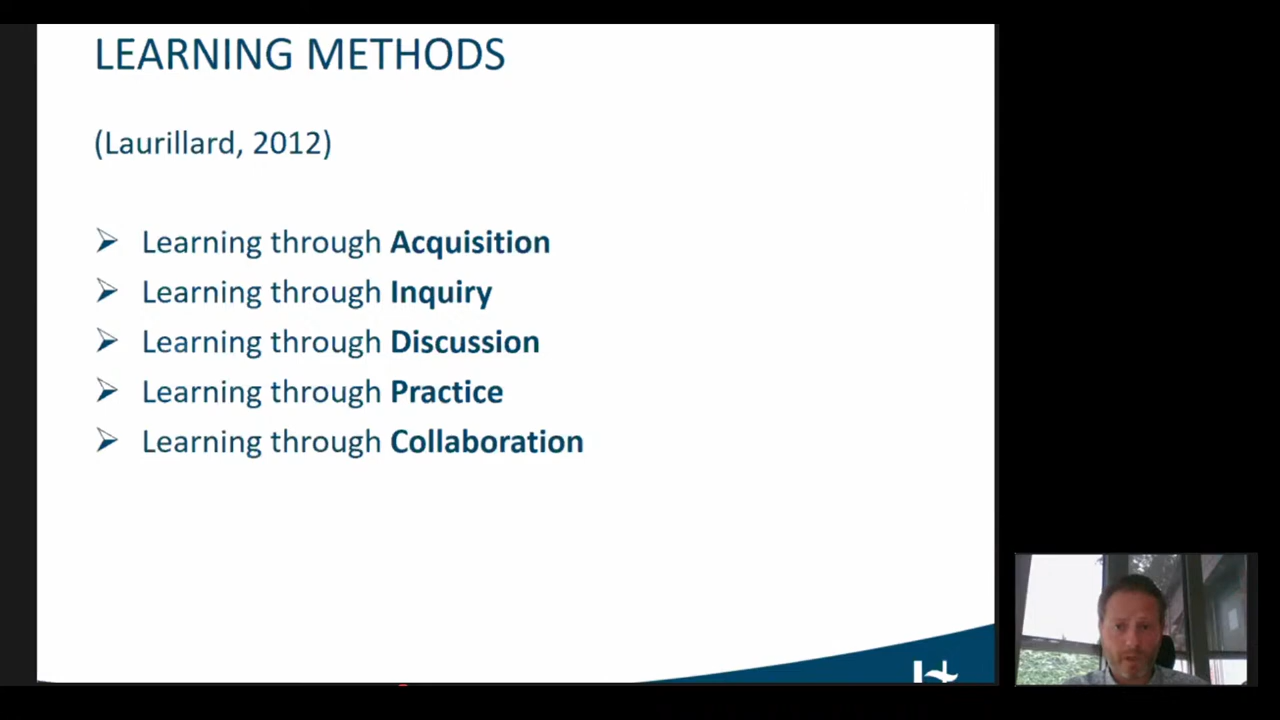 LEARNING METHODS
(Laurillard, 2012)
Learning through Acquisition
Learning through Inquiry
Learning through Discussion
Learning through Practice
Learning through Collaboration